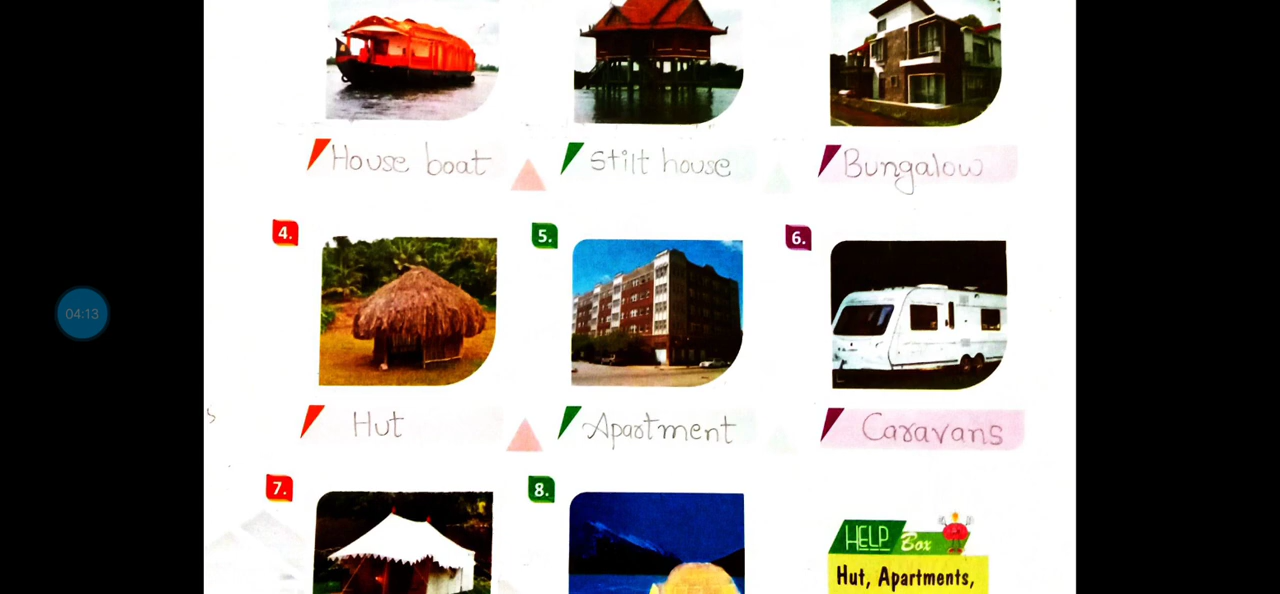 House boat
Stilt house
Bungalow
4.
5.
6.
04:13
Hut
Apartment
Caravans
7.
8.
HELP Box
Hut, Apartments,